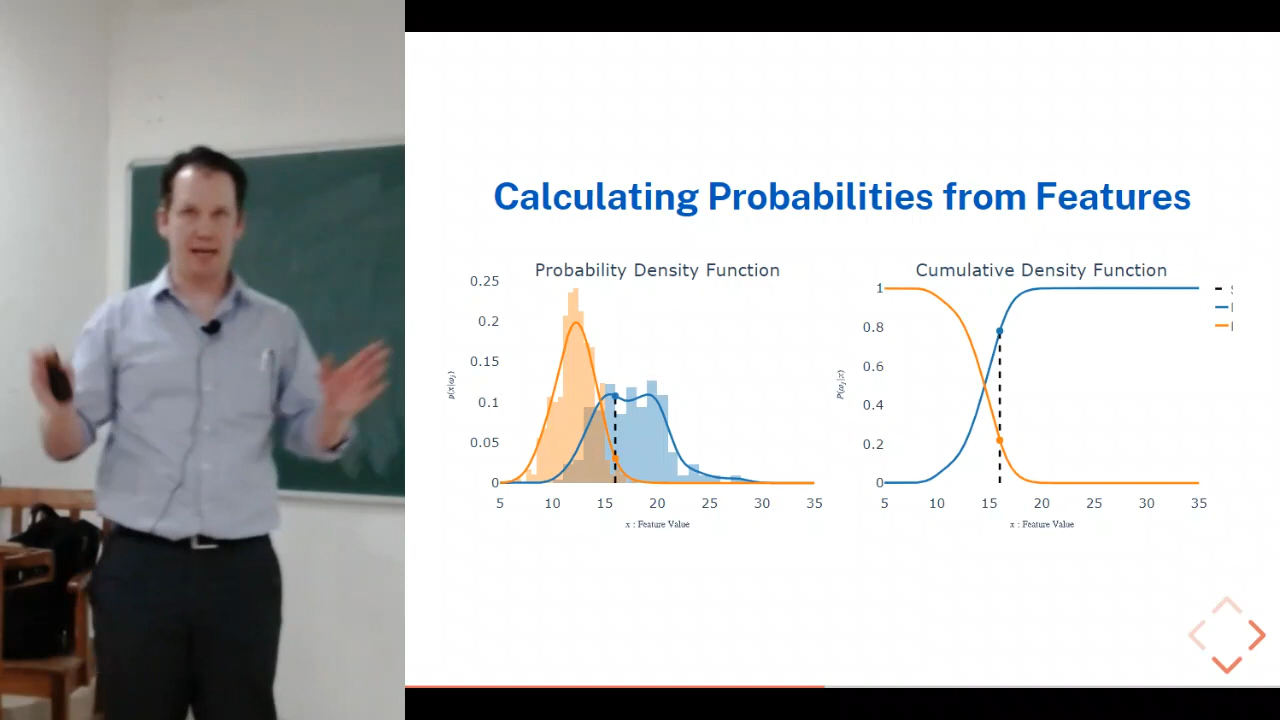 Calculating Probabilities from Features
Probability Density Function
0.25
0.2
0.15
0.1
0.05
0
5 10 15 20 25 30 35
p(x|ωⱼ)
x : Feature Value
Cumulative Density Function
1
0.8
0.6
0.4
0.2
0
5 10 15 20 25 30 35
P(ωⱼ|x)
x : Feature Value